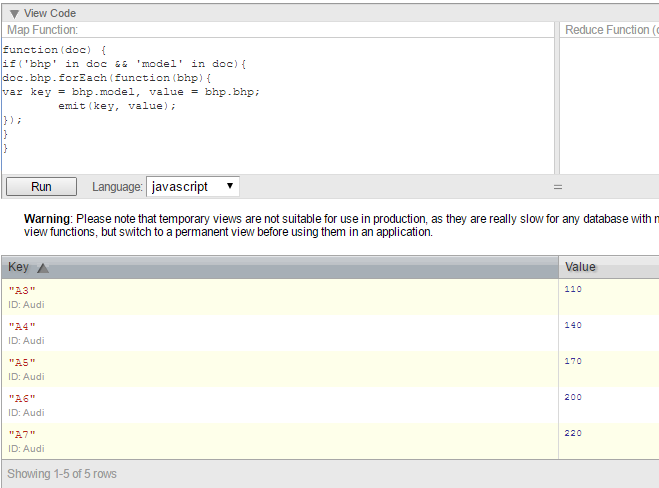 ▼ View Code
Map Function:
Reduce Function (o
function(doc) {
if('bhp' in doc && 'model' in doc){
doc.bhp.forEach(function(bhp){
var key = bhp.model, value = bhp.bhp;
        emit(key, value);
});
}
}
Run Language: javascript ▼ =
Warning: Please note that temporary views are not suitable for use in production, as they are really slow for any database with
view functions, but switch to a permanent view before using them in an application.
Key ▲ Value
"A3" 110
ID: Audi
"A4" 140
ID: Audi
"A5" 170
ID: Audi
"A6" 200
ID: Audi
"A7" 220
ID: Audi
Showing 1-5 of 5 rows